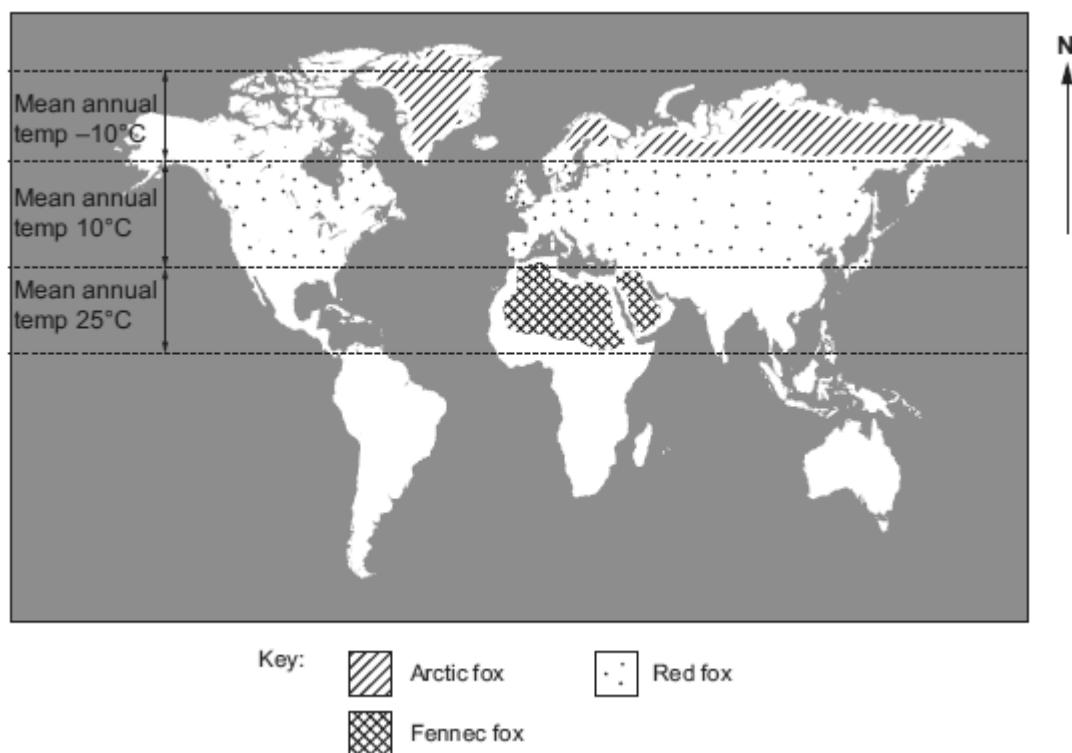 N
Mean annual
temp –10°C
Mean annual
temp 10°C
Mean annual
temp 25°C
Key:
Arctic fox
Red fox
Fennec fox